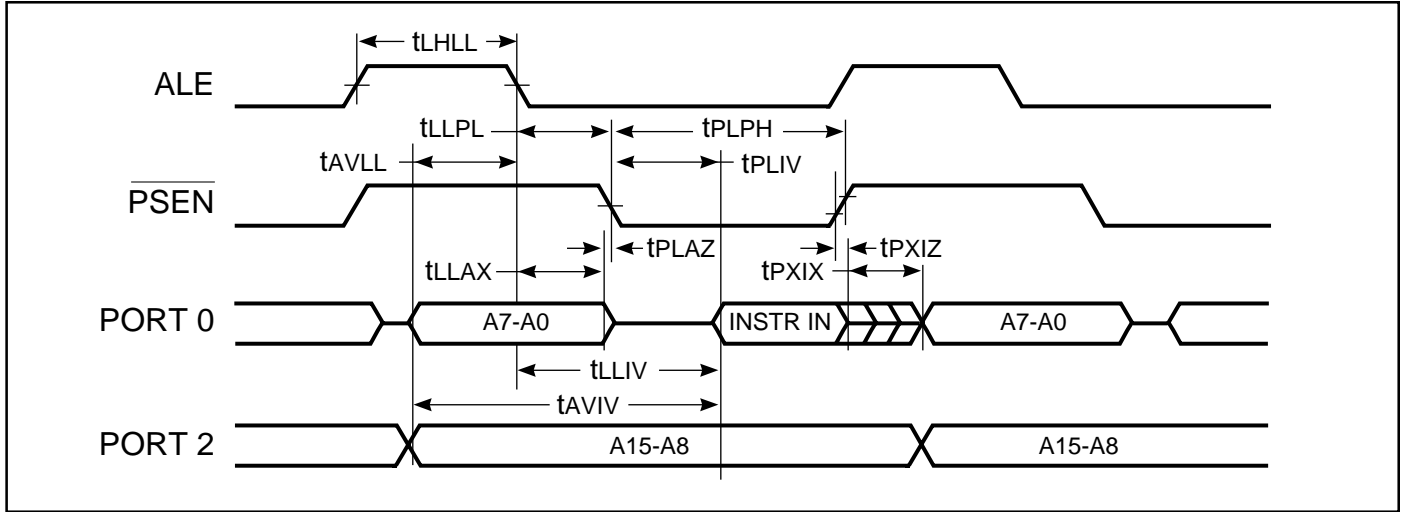 tLHLL
ALE
tLLPL
tPLPH
tAVLL
tPLIV
PSEN
tPLAZ
tPXIZ
tLLAX
tPXIX
PORT 0
A7-A0
INSTR IN
A7-A0
tLLIV
tAVIV
PORT 2
A15-A8
A15-A8